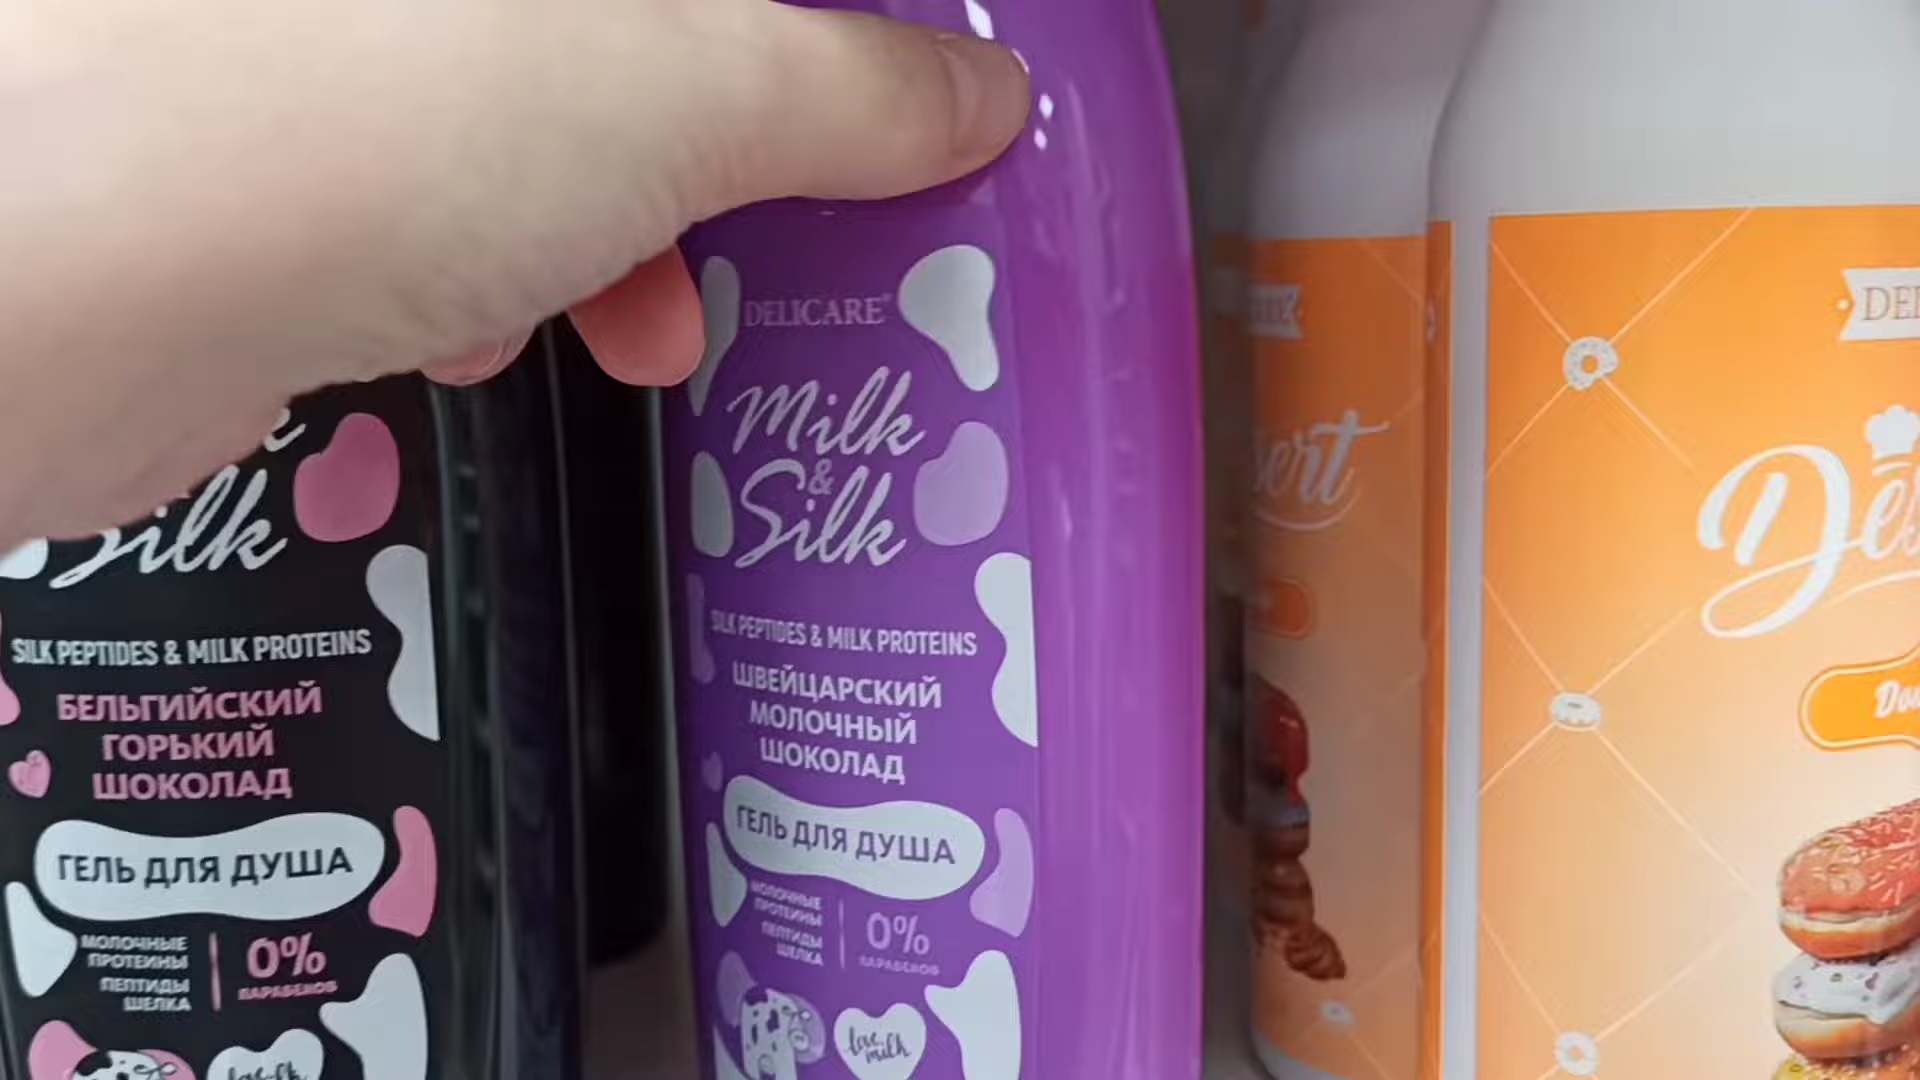 Silk
SILK PEPTIDES & MILK PROTEINS
БЕЛЬГИЙСКИЙ
ГОРЬКИЙ
ШОКОЛАД
ГЕЛЬ ДЛЯ ДУША
МОЛОЧНЫЕ
ПРОТЕИНЫ
ПЕПТИДЫ
ШЕЛКА
0%
ПАРАБЕНОВ
DELICARE
Milk
&
Silk
SILK PEPTIDES & MILK PROTEINS
ШВЕЙЦАРСКИЙ
МОЛОЧНЫЙ
ШОКОЛАД
ГЕЛЬ ДЛЯ ДУША
МОЛОЧНЫЕ
ПРОТЕИНЫ
ПЕПТИДЫ
ШЕЛКА
0%
ПАРАБЕНОВ
love
milk